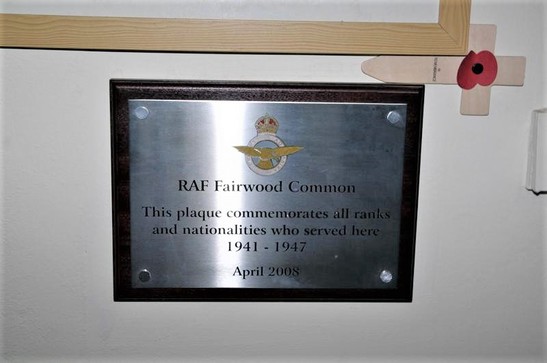 RAF Fairwood Common
This plaque commemorates all ranks
and nationalities who served here
1941 - 1947
April 2008